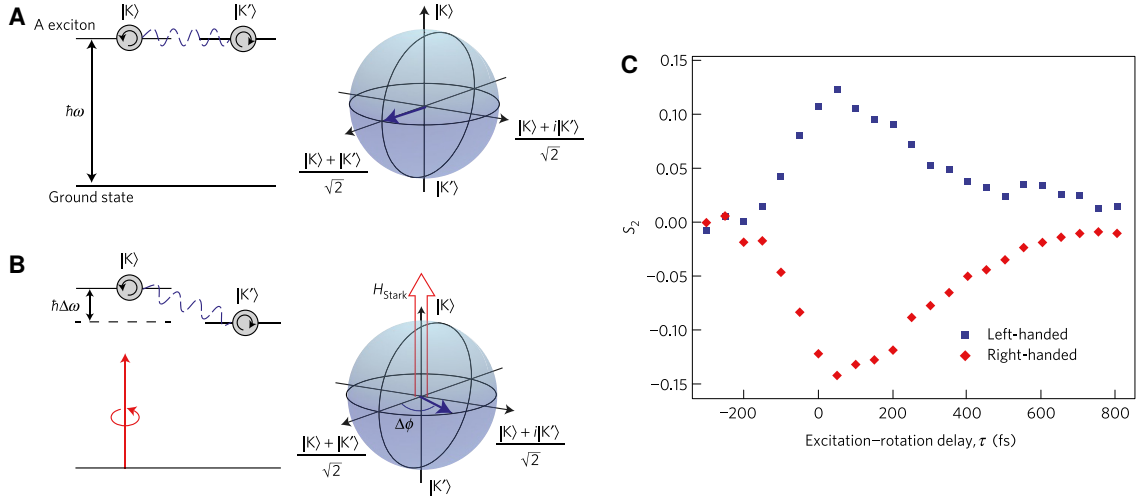 A
|K⟩
|K′⟩
A exciton
ħω
Ground state
|K⟩
|K⟩ + i|K′⟩
√2
|K⟩ + |K′⟩
√2
|K′⟩
B
|K⟩
|K′⟩
ħΔω
H_Stark
|K⟩
Δϕ
|K⟩ + |K′⟩
√2
|K⟩ + i|K′⟩
√2
|K′⟩
C
0.15
0.10
0.05
0.00
−0.05
−0.10
−0.15
S₂
Left-handed
Right-handed
−200 0 200 400 600 800
Excitation−rotation delay, τ (fs)